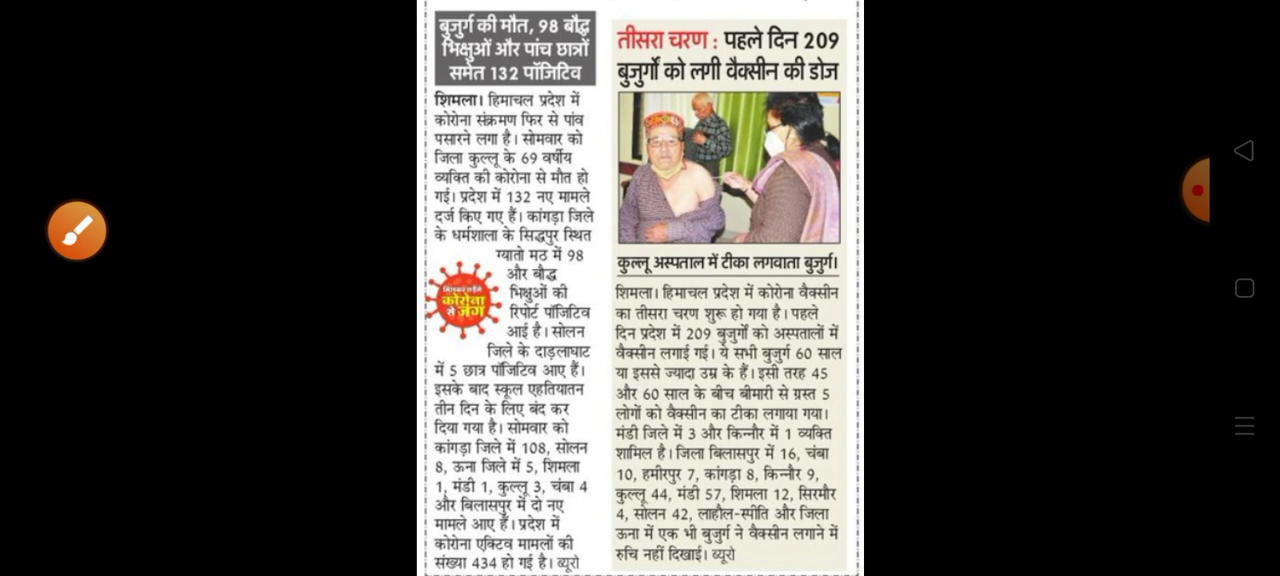 बुजुर्ग की मौत, 98 बौद्ध
भिक्षुओं और पांच छात्रों
समेत 132 पॉजिटिव
शिमला। हिमाचल प्रदेश में
कोरोना संक्रमण फिर से पांव
पसारने लगा है। सोमवार को
जिला कुल्लू के 69 वर्षीय
व्यक्ति की कोरोना से मौत हो
गई। प्रदेश में 132 नए मामले
दर्ज किए गए हैं। कांगड़ा जिले
के धर्मशाला के सिद्धपुर स्थित
ग्यातो मठ में 98
और बौद्ध
भिक्षुओं की
रिपोर्ट पॉजिटिव
आई है। सोलन
जिले के दाड़लाघाट
में 5 छात्र पॉजिटिव आए हैं।
इसके बाद स्कूल एहतियातन
तीन दिन के लिए बंद कर
दिया गया है। सोमवार को
कांगड़ा जिले में 108, सोलन
8, ऊना जिले में 5, शिमला
1, मंडी 1, कुल्लू 3, चंबा 4
और बिलासपुर में दो नए
मामले आए हैं। प्रदेश में
कोरोना एक्टिव मामलों की
संख्या 434 हो गई है। ब्यूरो
कोरोना
से जंग
तीसरा चरण : पहले दिन 209
बुजुर्गों को लगी वैक्सीन की डोज
कुल्लू अस्पताल में टीका लगवाता बुजुर्ग।
शिमला। हिमाचल प्रदेश में कोरोना वैक्सीन
का तीसरा चरण शुरू हो गया है। पहले
दिन प्रदेश में 209 बुजुर्गों को अस्पतालों में
वैक्सीन लगाई गई। ये सभी बुजुर्ग 60 साल
या इससे ज्यादा उम्र के हैं। इसी तरह 45
और 60 साल के बीच बीमारी से ग्रस्त 5
लोगों को वैक्सीन का टीका लगाया गया।
मंडी जिले में 3 और किन्नौर में 1 व्यक्ति
शामिल है। जिला बिलासपुर में 16, चंबा
10, हमीरपुर 7, कांगड़ा 8, किन्नौर 9,
कुल्लू 44, मंडी 57, शिमला 12, सिरमौर
4, सोलन 42, लाहौल-स्पीति और जिला
ऊना में एक भी बुजुर्ग ने वैक्सीन लगाने में
रुचि नहीं दिखाई। ब्यूरो